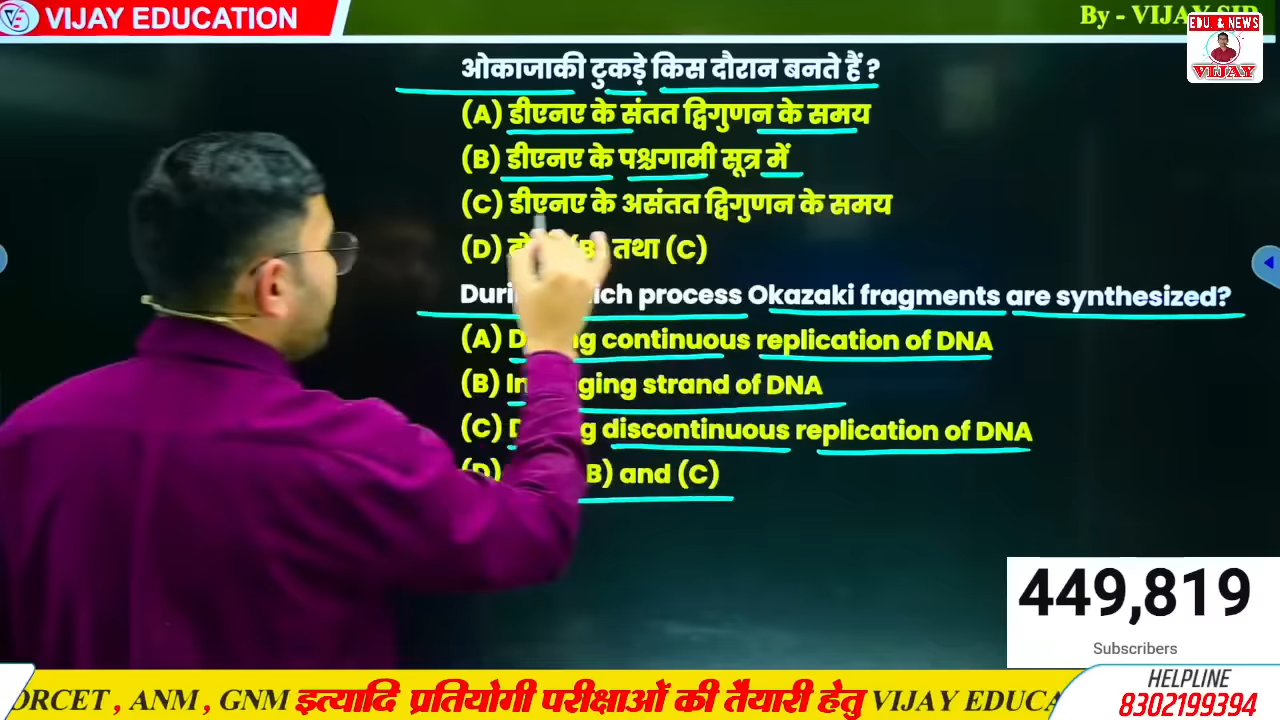 VIJAY EDUCATION
By - VIJAY SIR
EDU. & NEWS
VIJAY
ओकाजाकी टुकड़े किस दौरान बनते हैं ?
(A) डीएनए के संतत द्विगुणन के समय
(B) डीएनए के पश्चगामी सूत्र में
(C) डीएनए के असंतत द्विगुणन के समय
(D) (B) तथा (C)
During which process Okazaki fragments are synthesized?
(A) During continuous replication of DNA
(B) In lagging strand of DNA
(C) During discontinuous replication of DNA
(D) (B) and (C)
449,819
Subscribers
ORCET , ANM , GNM इत्यादि प्रतियोगी परीक्षाओं की तैयारी हेतु VIJAY EDUCA
HELPLINE
8302199394